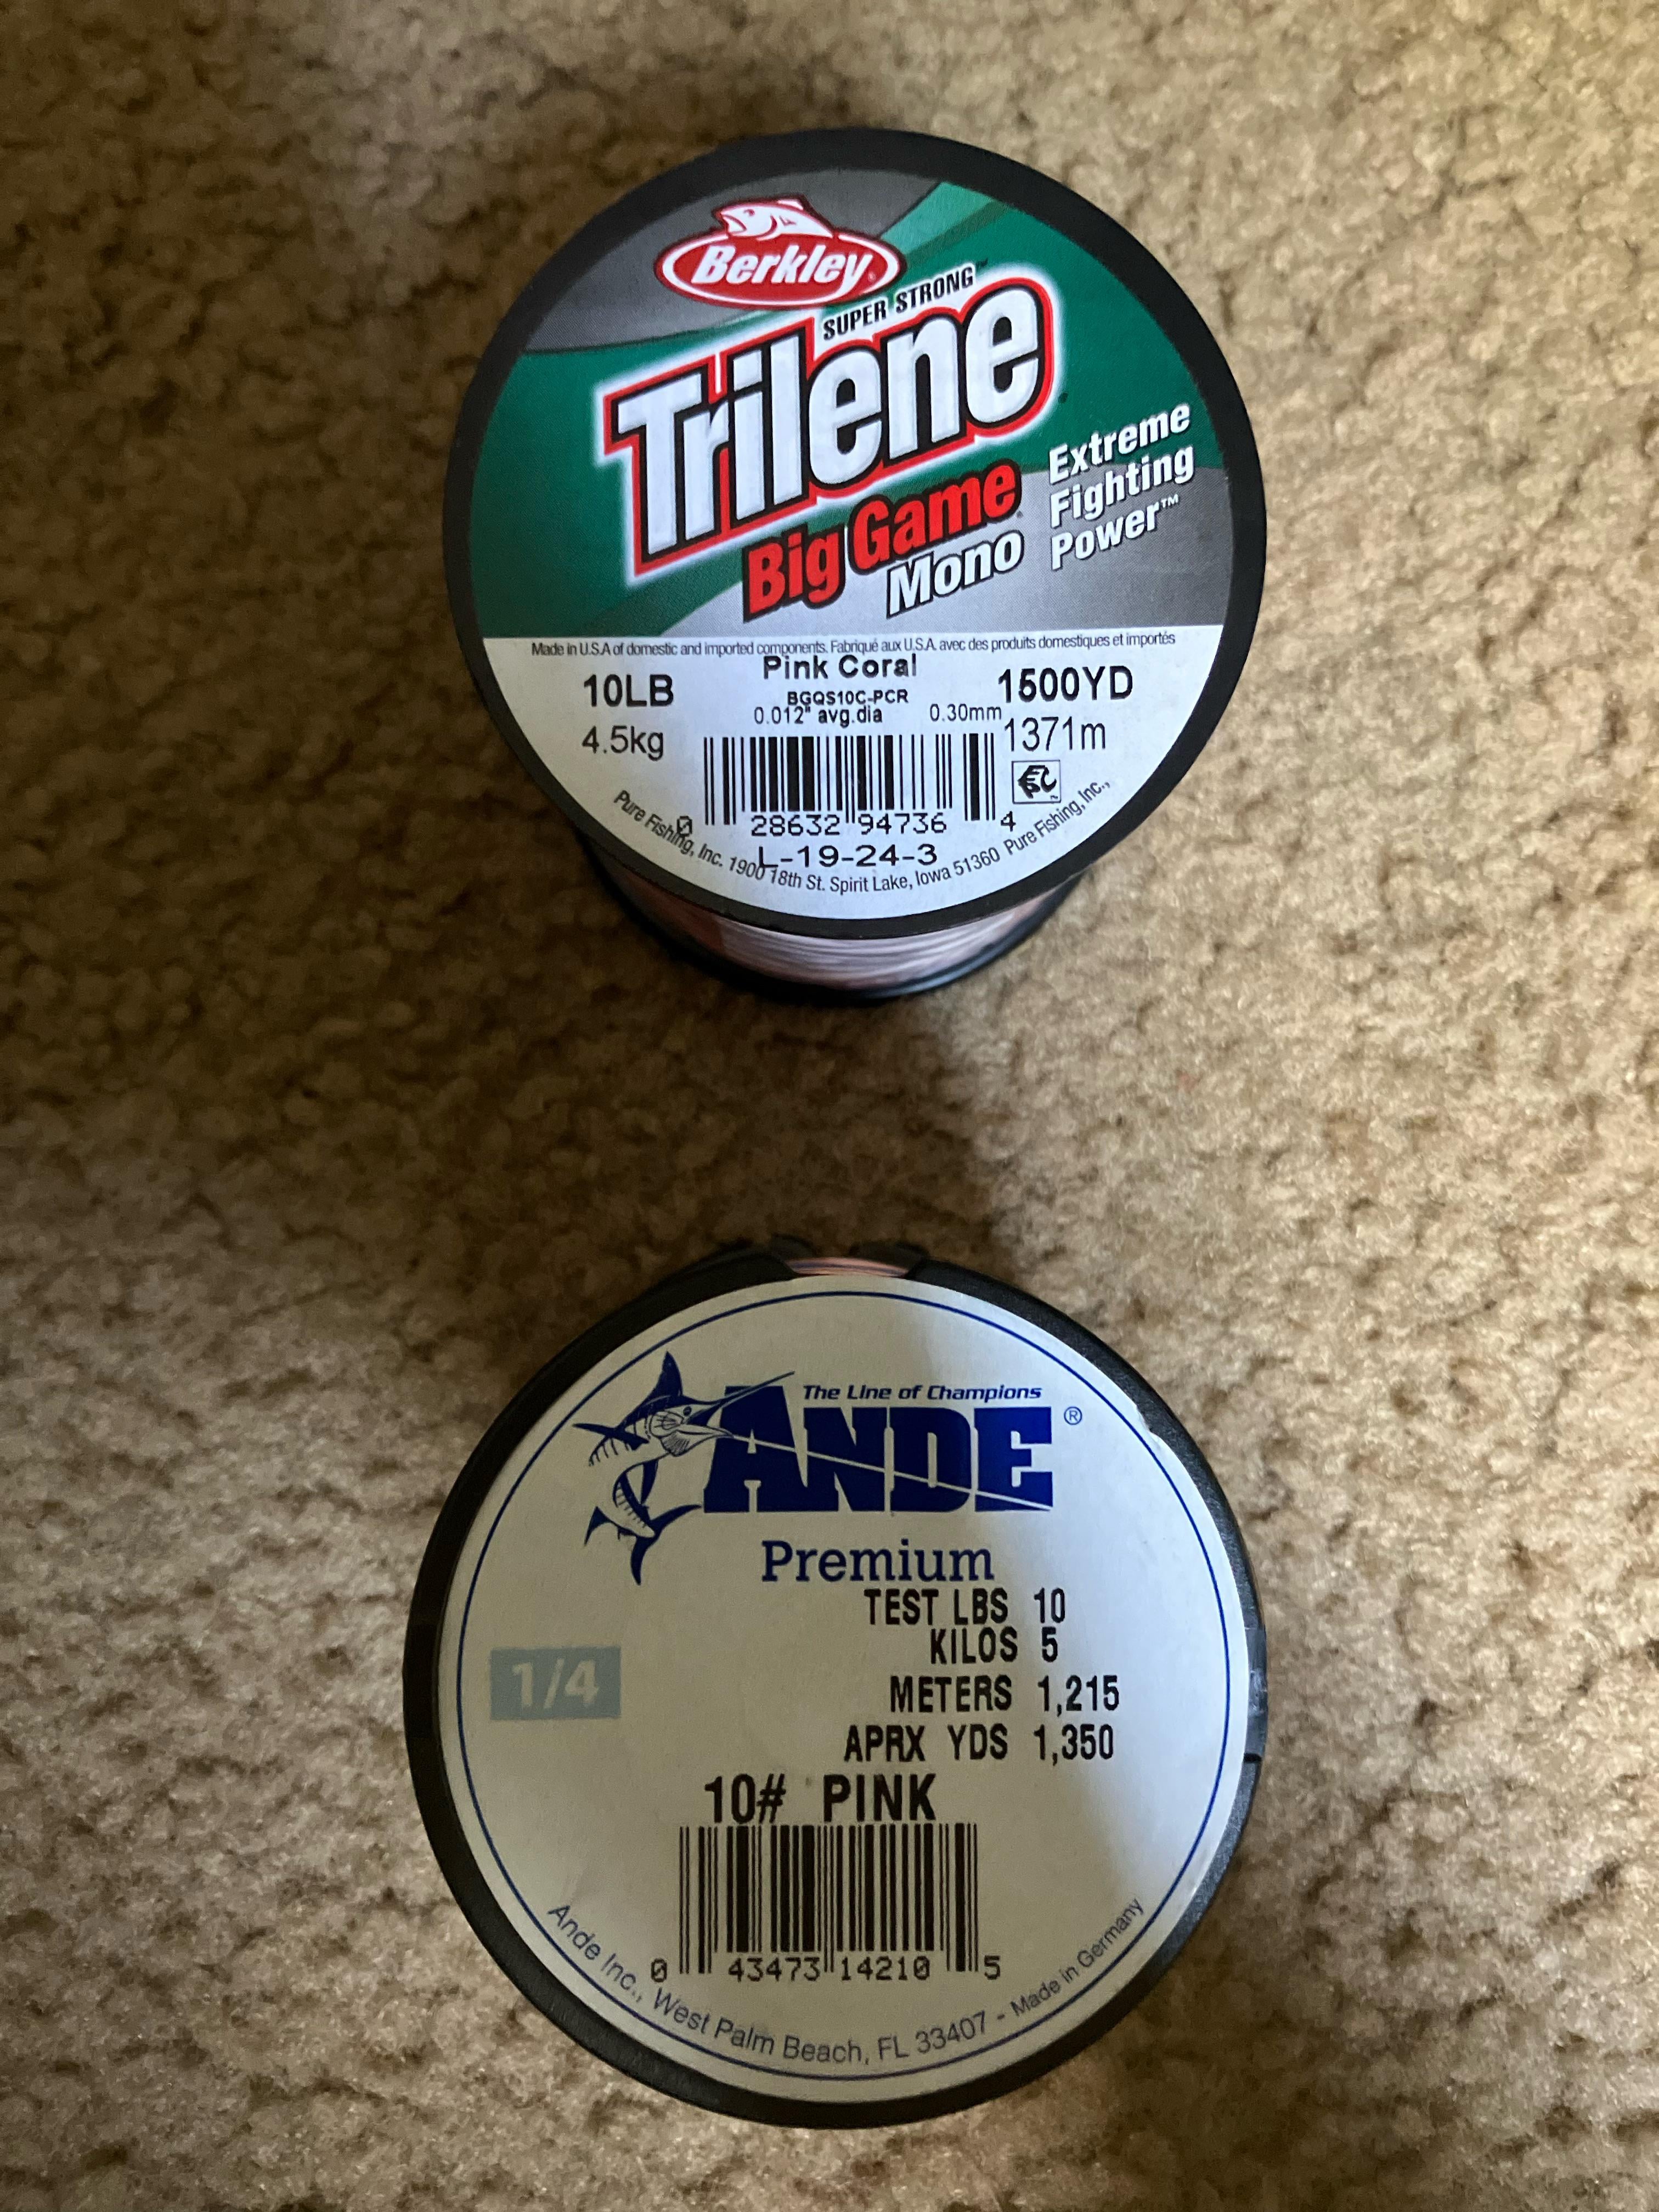 Berkley®
SUPER STRONG™
Trilene®
Big Game®
Mono
Extreme
Fighting
Power™
Made in U.S.A of domestic and imported components. Fabriqué aux U.S.A. avec des produits domestiques et importés
Pink Coral
10LB
BGQS10C-PCR
1500YD
0.012" avg.dia 0.30mm
4.5kg
1371m
0 28632 94736 4
L-19-24-3
Pure Fishing, Inc. 1900 18th St. Spirit Lake, Iowa 51360 Pure Fishing, Inc.,
The Line of Champions
ANDE®
Premium
TEST LBS 10
KILOS 5
1/4
METERS 1,215
APRX YDS 1,350
10# PINK
0 43473 14210 5
Ande Inc., West Palm Beach, FL 33407 - Made in Germany